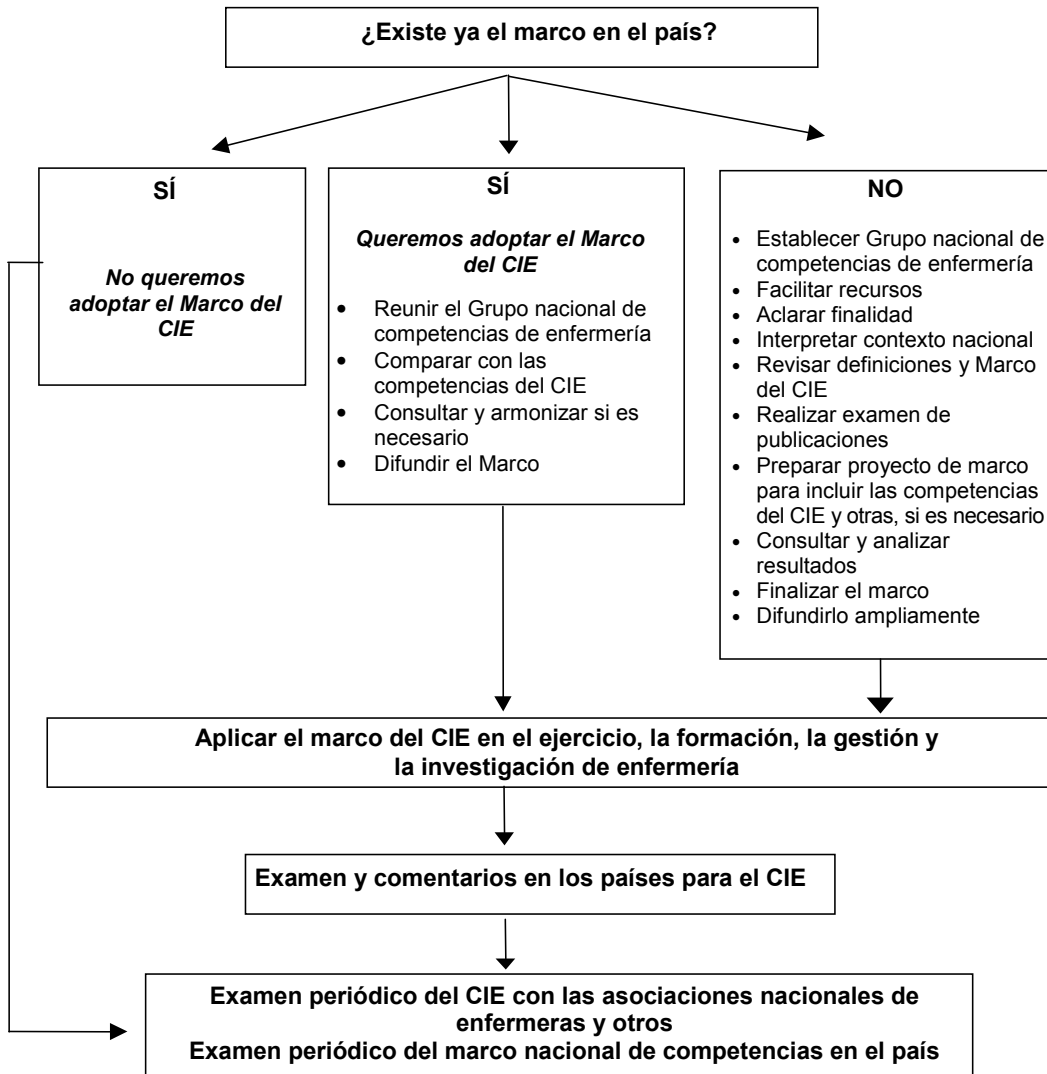 ¿Existe ya el marco en el país?
SÍ
No queremos
adoptar el Marco del
CIE
SÍ
Queremos adoptar el Marco
del CIE
• Reunir el Grupo nacional de
competencias de enfermería
• Comparar con las
competencias del CIE
• Consultar y armonizar si es
necesario
• Difundir el Marco
NO
• Establecer Grupo nacional de
competencias de enfermería
• Facilitar recursos
• Aclarar finalidad
• Interpretar contexto nacional
• Revisar definiciones y Marco
del CIE
• Realizar examen de
publicaciones
• Preparar proyecto de marco
para incluir las competencias
del CIE y otras, si es necesario
• Consultar y analizar
resultados
• Finalizar el marco
• Difundirlo ampliamente
Aplicar el marco del CIE en el ejercicio, la formación, la gestión y
la investigación de enfermería
Examen y comentarios en los países para el CIE
Examen periódico del CIE con las asociaciones nacionales de
enfermeras y otros
Examen periódico del marco nacional de competencias en el país